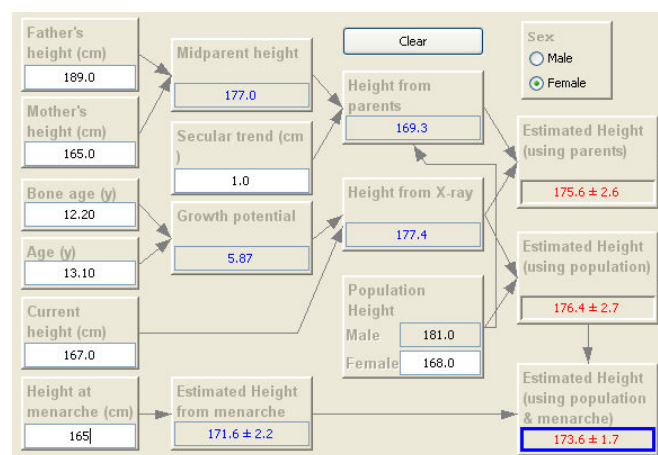 Father's
height (cm)
189.0
Mother's
height (cm)
165.0
Bone age (y)
12.20
Age (y)
13.10
Current
height (cm)
167.0
Height at
menarche (cm)
165
Midparent height
177.0
Secular trend (cm
)
1.0
Growth potential
5.87
Estimated Height
from menarche
171.6 ± 2.2
Clear
Height from
parents
169.3
Height from X-ray
177.4
Population
Height
Male 181.0
Female 168.0
Sex
Male
Female
Estimated Height
(using parents)
175.6 ± 2.6
Estimated Height
(using population)
176.4 ± 2.7
Estimated Height
(using population
& menarche)
173.6 ± 1.7